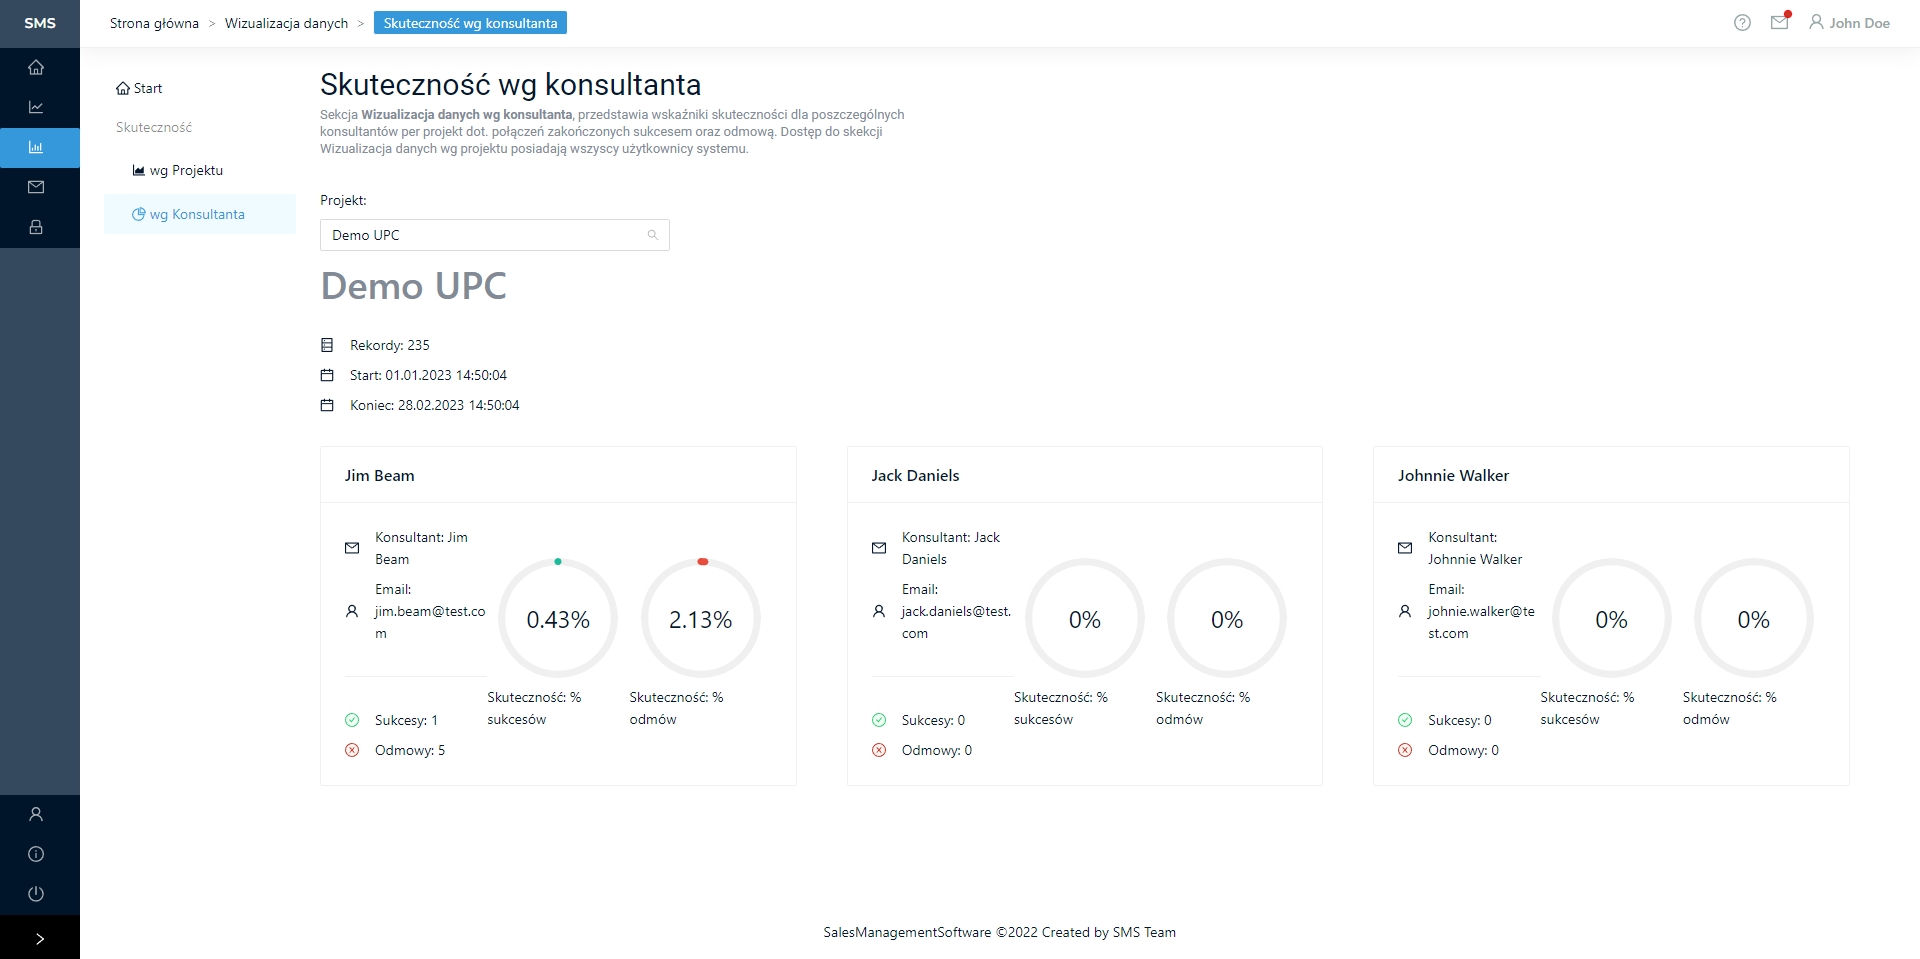 SMS
Strona główna > Wizualizacja danych > Skuteczność wg konsultanta
John Doe
Start
Skuteczność
wg Projektu
wg Konsultanta
Skuteczność wg konsultanta
Sekcja Wizualizacja danych wg konsultanta, przedstawia wskaźniki skuteczności dla poszczególnych
konsultantów per projekt dot. połączeń zakończonych sukcesem oraz odmową. Dostęp do skekcji
Wizualizacja danych wg projektu posiadają wszyscy użytkownicy systemu.
Projekt:
Demo UPC
Demo UPC
Rekordy: 235
Start: 01.01.2023 14:50:04
Koniec: 28.02.2023 14:50:04
Jim Beam
Konsultant: Jim
Beam
Email:
jim.beam@test.co
m
0.43%
2.13%
Skuteczność: %
sukcesów
Skuteczność: %
odmów
Sukcesy: 1
Odmowy: 5
Jack Daniels
Konsultant: Jack
Daniels
Email:
jack.daniels@test.
com
0%
0%
Skuteczność: %
sukcesów
Skuteczność: %
odmów
Sukcesy: 0
Odmowy: 0
Johnnie Walker
Konsultant:
Johnnie Walker
Email:
johnie.walker@te
st.com
0%
0%
Skuteczność: %
sukcesów
Skuteczność: %
odmów
Sukcesy: 0
Odmowy: 0
SalesManagementSoftware ©2022 Created by SMS Team